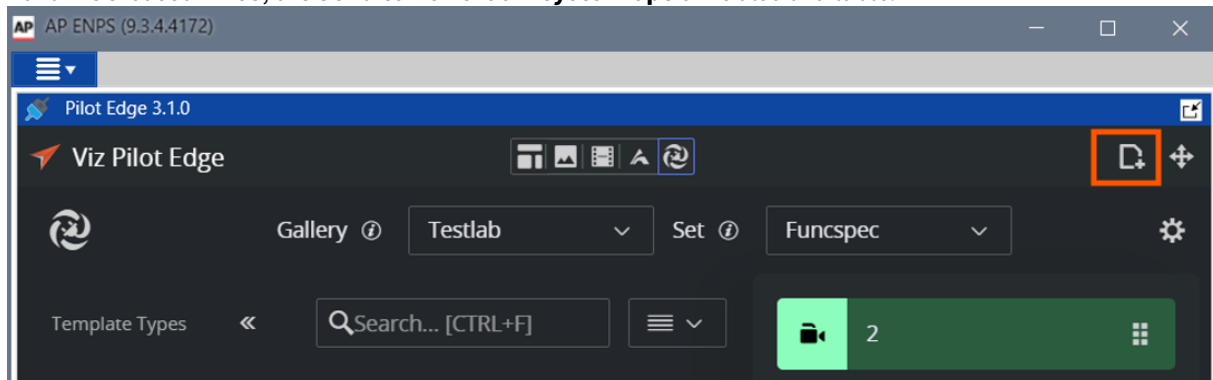 AP AP ENPS (9.3.4.4172)
Pilot Edge 3.1.0
Viz Pilot Edge
Gallery i Testlab Set i Funcspec
Template Types « Search... [CTRL+F] 2